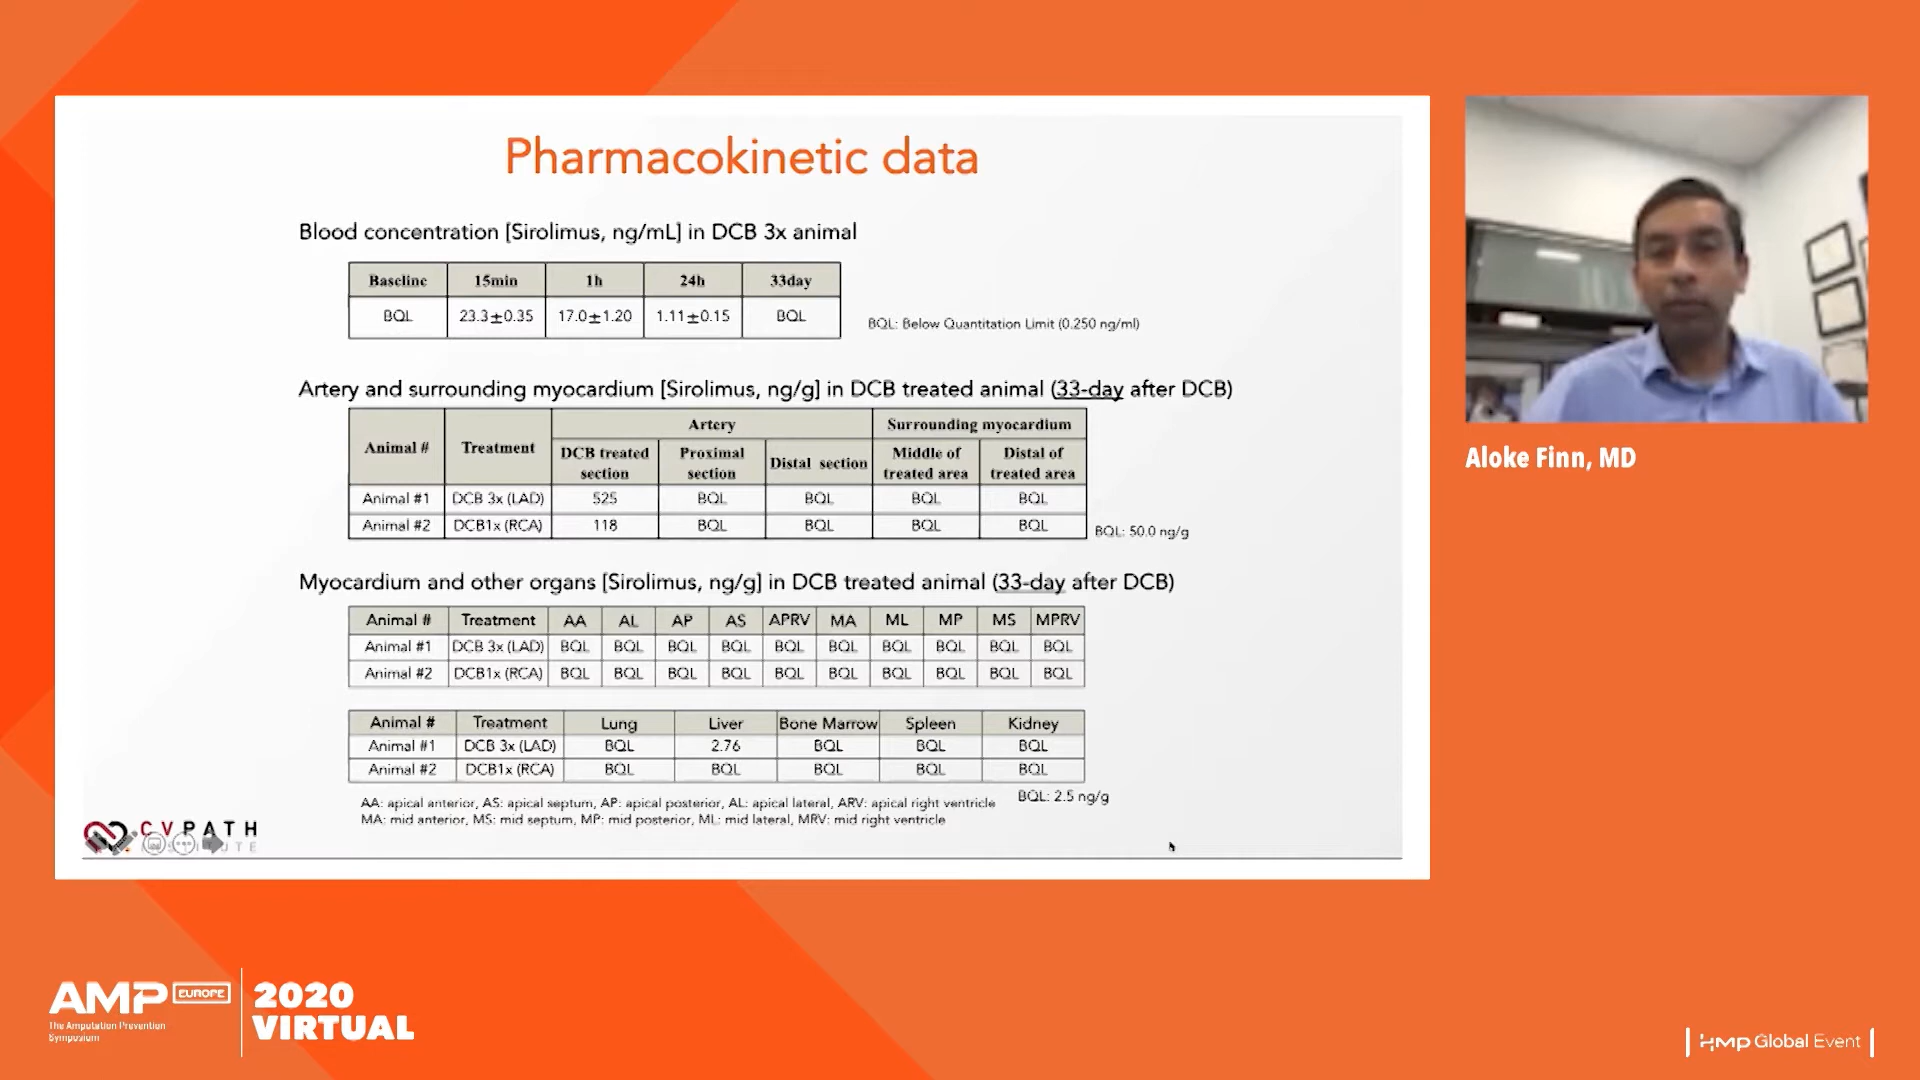 Pharmacokinetic data
Blood concentration [Sirolimus, ng/mL] in DCB 3x animal
Baseline 15min 1h 24h 33day
BQL 23.3±0.35 17.0±1.20 1.11±0.15 BQL
BQL: Below Quantitation Limit (0.250 ng/ml)
Artery and surrounding myocardium [Sirolimus, ng/g] in DCB treated animal (33-day after DCB)
Animal # Treatment Artery Surrounding myocardium
DCB treated section Proximal section Distal section Middle of treated area Distal of treated area
Animal #1 DCB 3x (LAD) 525 BQL BQL BQL BQL
Animal #2 DCB1x (RCA) 118 BQL BQL BQL BQL
BQL: 50.0 ng/g
Myocardium and other organs [Sirolimus, ng/g] in DCB treated animal (33-day after DCB)
Animal # Treatment AA AL AP AS APRV MA ML MP MS MPRV
Animal #1 DCB 3x (LAD) BQL BQL BQL BQL BQL BQL BQL BQL BQL BQL
Animal #2 DCB1x (RCA) BQL BQL BQL BQL BQL BQL BQL BQL BQL BQL
Animal # Treatment Lung Liver Bone Marrow Spleen Kidney
Animal #1 DCB 3x (LAD) BQL 2.76 BQL BQL BQL
Animal #2 DCB1x (RCA) BQL BQL BQL BQL BQL
BQL: 2.5 ng/g
AA: apical anterior, AS: apical septum, AP: apical posterior, AL: apical lateral, ARV: apical right ventricle
MA: mid anterior, MS: mid septum, MP: mid posterior, ML: mid lateral, MRV: mid right ventricle
CVPATH
Aloke Finn, MD
AMP EUROPE
The Amputation Prevention
Symposium
2020
VIRTUAL
HMP Global Event